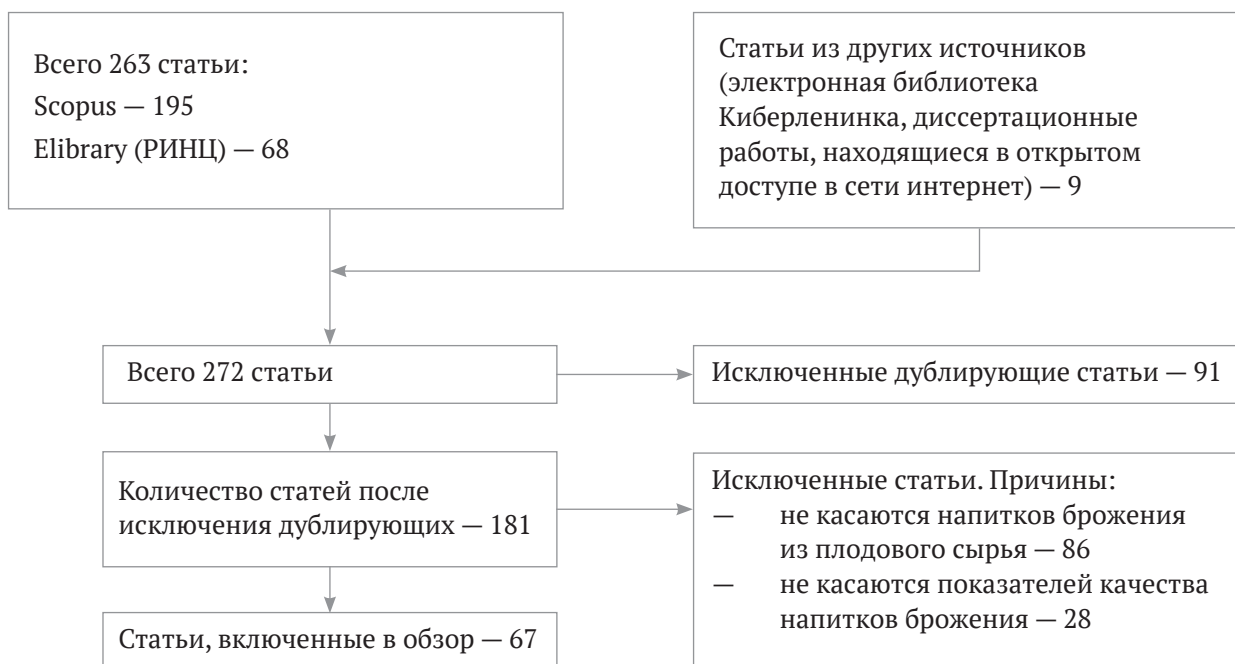 Всего 263 статьи:
Scopus — 195
Elibrary (РИНЦ) — 68
Статьи из других источников
(электронная библиотека
Киберленинка, диссертационные
работы, находящиеся в открытом
доступе в сети интернет) — 9
Всего 272 статьи
Исключенные дублирующие статьи — 91
Количество статей после
исключения дублирующих — 181
Исключенные статьи. Причины:
— не касаются напитков брожения
из плодового сырья — 86
— не касаются показателей качества
напитков брожения — 28
Статьи, включенные в обзор — 67